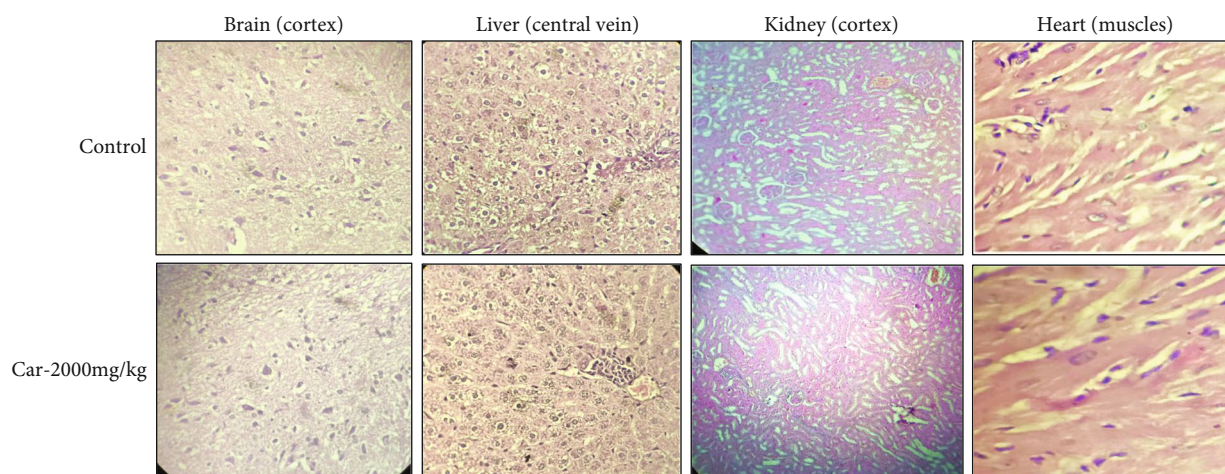 Brain (cortex)
Liver (central vein)
Kidney (cortex)
Heart (muscles)
Control
Car-2000mg/kg